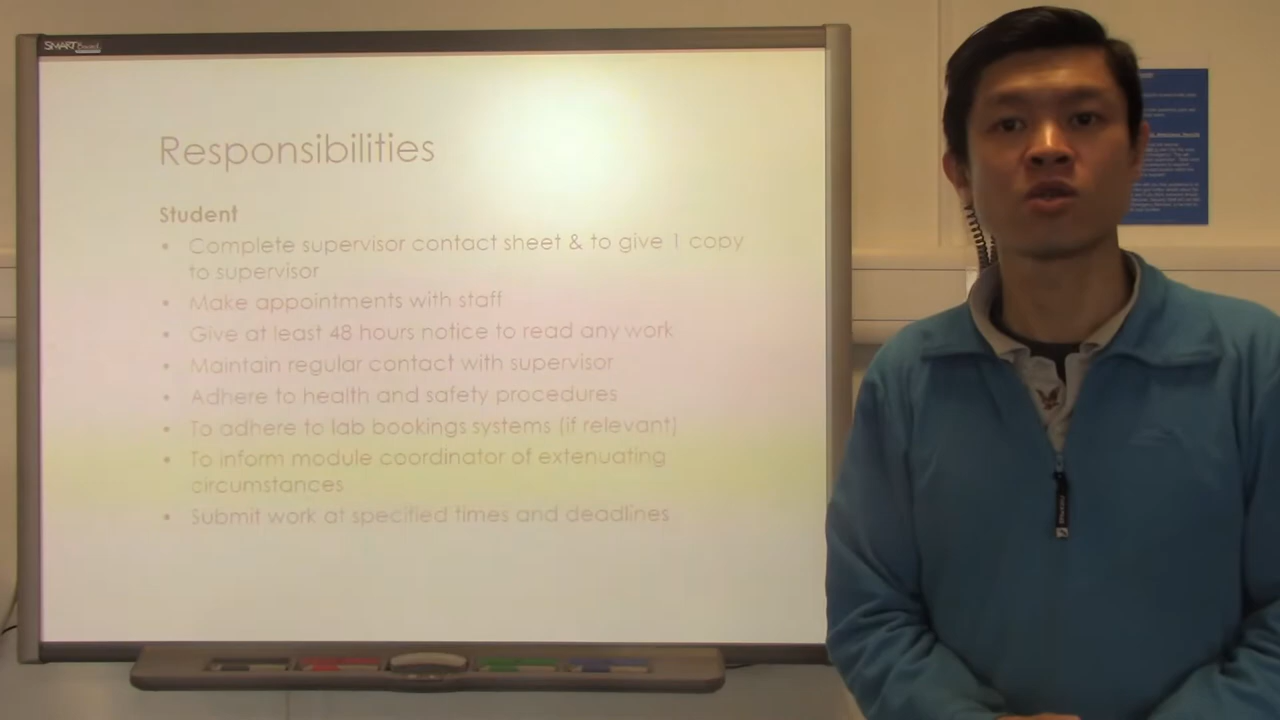 SMART Board
Responsibilities
Student
• Complete supervisor contact sheet & to give 1 copy
to supervisor
• Make appointments with staff
• Give at least 48 hours notice to read any work
• Maintain regular contact with supervisor
• Adhere to health and safety procedures
• To adhere to lab bookings systems (if relevant)
• To inform module coordinator of extenuating
circumstances
• Submit work at specified times and deadlines